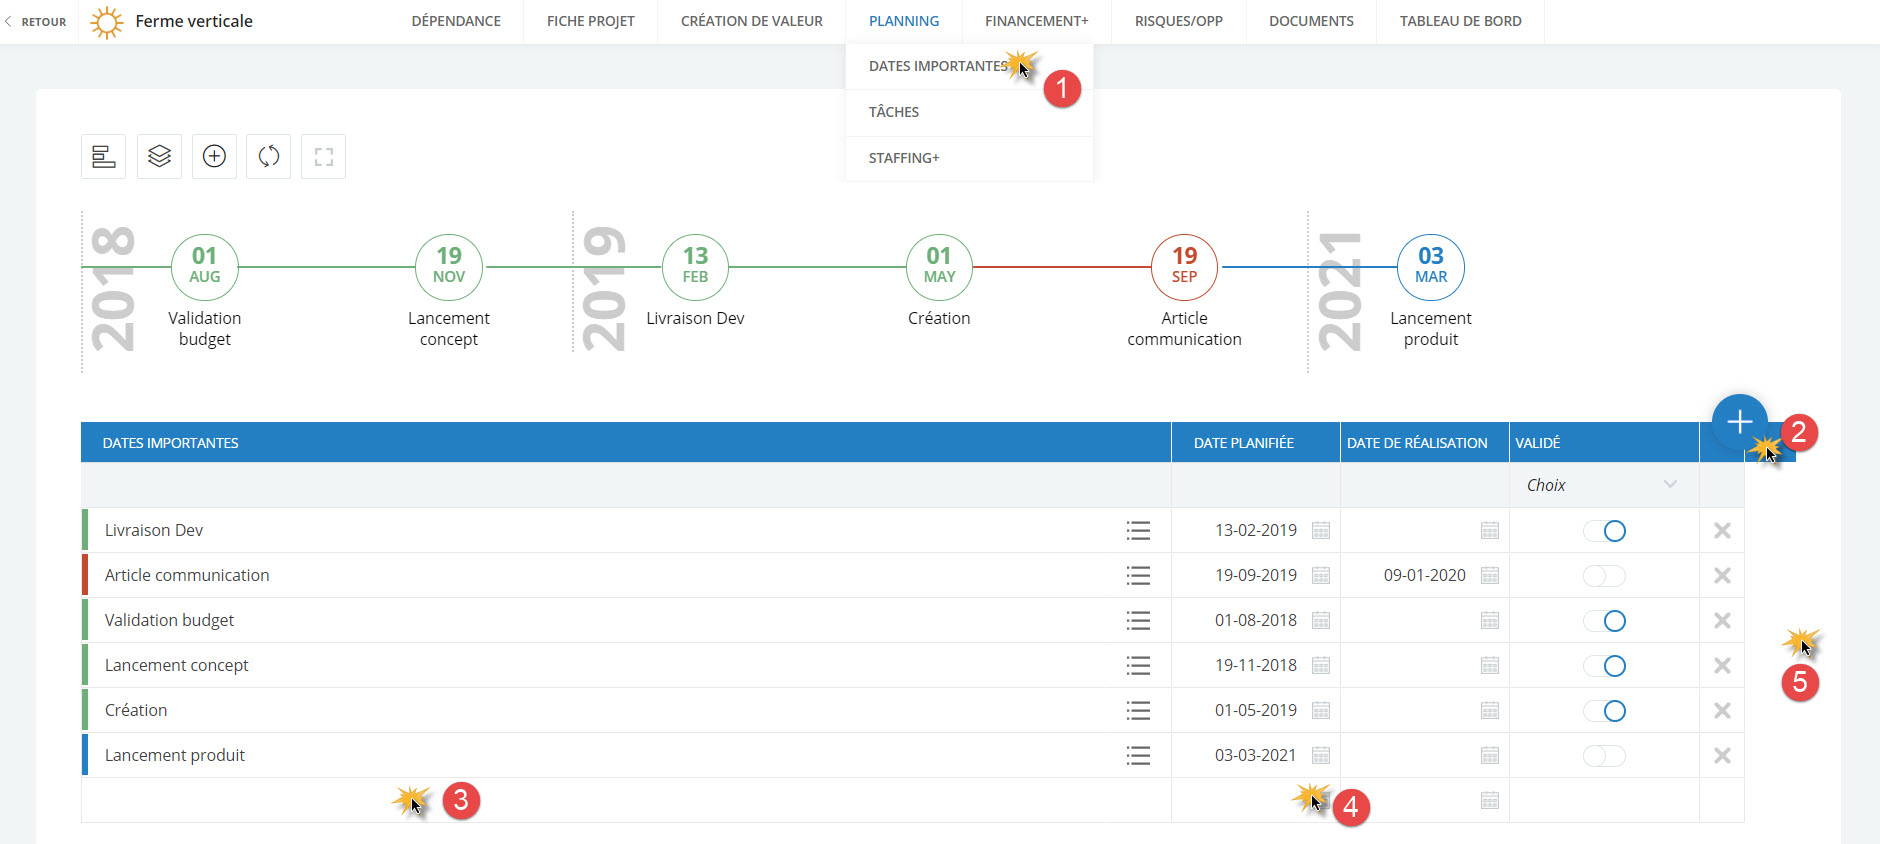 RETOUR
Ferme verticale
DÉPENDANCE
FICHE PROJET
CRÉATION DE VALEUR
PLANNING
FINANCEMENT+
RISQUES/OPP
DOCUMENTS
TABLEAU DE BORD
DATES IMPORTANTES
1
TÂCHES
STAFFING+
2018
01
AUG
Validation
budget
19
NOV
Lancement
concept
2019
13
FEB
Livraison Dev
01
MAY
Création
19
SEP
Article
communication
2021
03
MAR
Lancement
produit
DATES IMPORTANTES DATE PLANIFIÉE DATE DE RÉALISATION VALIDÉ
2
Choix
Livraison Dev 13-02-2019
Article communication 19-09-2019 09-01-2020
Validation budget 01-08-2018
Lancement concept 19-11-2018
5
Création 01-05-2019
Lancement produit 03-03-2021
3
4